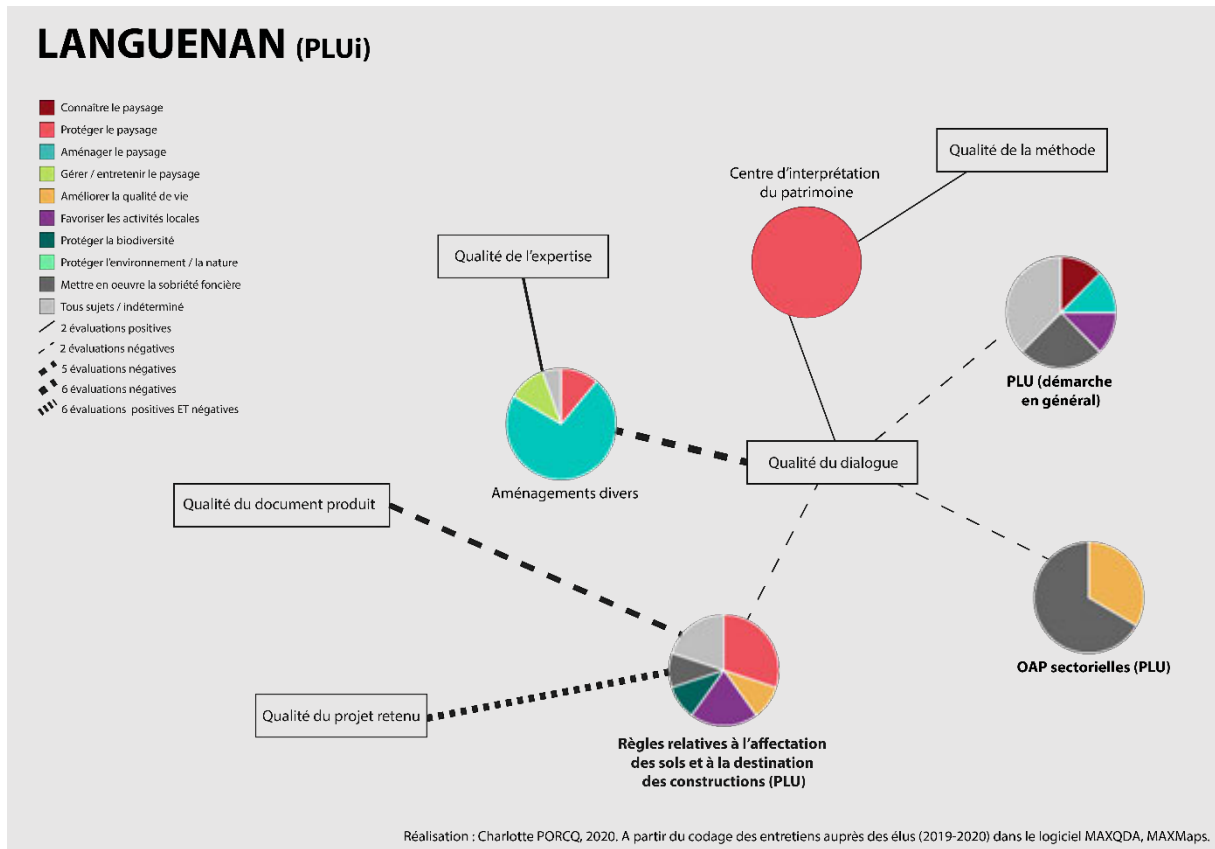 LANGUENAN (PLUi)
Connaître le paysage
Protéger le paysage
Aménager le paysage
Gérer / entretenir le paysage
Améliorer la qualité de vie
Favoriser les activités locales
Protéger la biodiversité
Protéger l'environnement / la nature
Mettre en oeuvre la sobriété foncière
Tous sujets / indéterminé
2 évaluations positives
2 évaluations négatives
5 évaluations négatives
6 évaluations négatives
6 évaluations positives ET négatives
Qualité de la méthode
Centre d'interprétation
du patrimoine
Qualité de l'expertise
PLU (démarche
en général)
Qualité du dialogue
Aménagements divers
Qualité du document produit
OAP sectorielles (PLU)
Qualité du projet retenu
Règles relatives à l'affectation
des sols et à la destination
des constructions (PLU)
Réalisation : Charlotte PORCQ, 2020. A partir du codage des entretiens auprès des élus (2019-2020) dans le logiciel MAXQDA, MAXMaps.